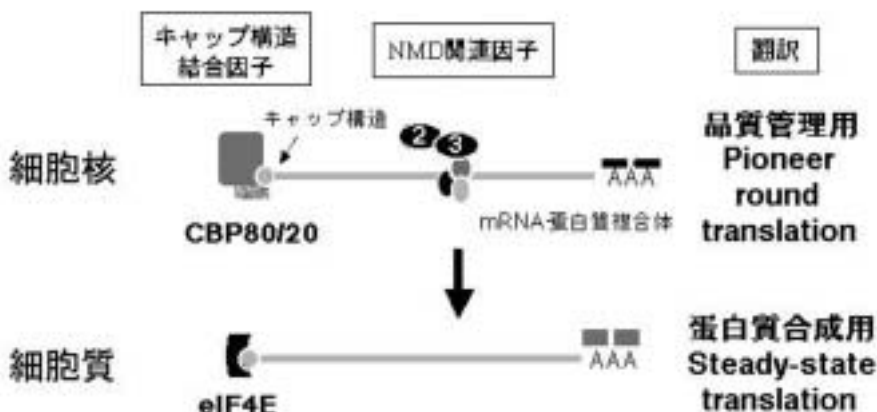 キャップ構造
結合因子
NMD関連因子
翻訳
キャップ構造
2
3
細胞核
AAA
品質管理用
Pioneer
round
translation
CBP80/20
mRNA-蛋白質複合体
細胞質
AAA
蛋白質合成用
Steady-state
translation
eIF4E